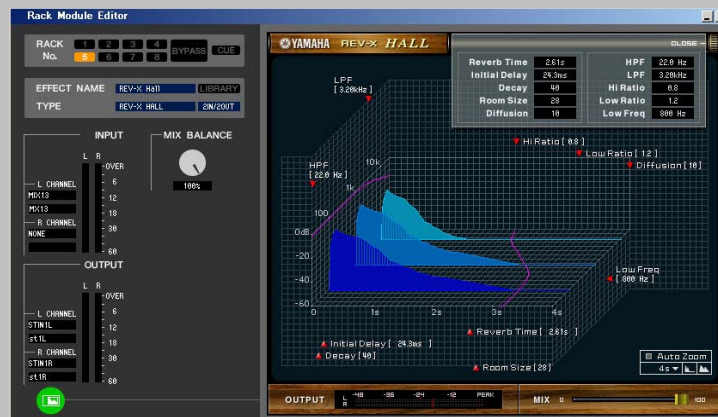 Rack Module Editor
RACK No.
1 2 3 4
5 6 7 8
BYPASS
CUE
EFFECT NAME
REV-X Hall
LIBRARY
TYPE
REV-X HALL
2IN/2OUT
INPUT
L R
OVER
6
12
18
30
60
L CHANNEL
MIX13
MX13
R CHANNEL
NONE
MIX BALANCE
100%
OUTPUT
L R
OVER
6
12
18
30
60
L CHANNEL
STIN1L
st1L
R CHANNEL
STIN1R
st1R
YAMAHA REV-X HALL
CLOSE
Reverb Time 2.61s
Initial Delay 24.3ms
Decay 40
Room Size 28
Diffusion 10
HPF 22.0 Hz
LPF 3.20kHz
Hi Ratio 0.8
Low Ratio 1.2
Low Freq 800 Hz
LPF
[ 3.20kHz ]
Hi Ratio [ 0.8 ]
Low Ratio [ 1.2 ]
Diffusion [ 10 ]
HPF
[ 22.0 Hz ]
10k
1k
100
0dB
-20
-40
-60
0 1s 2s 3s 4s
Low Freq
[ 800 Hz ]
Reverb Time [ 2.61s ]
Initial Delay [ 24.3ms ]
Decay [ 40 ]
Room Size [ 28 ]
Auto Zoom
4s
OUTPUT
L
R
-48 -36 -24 -12 PEAK
MIX 0 100